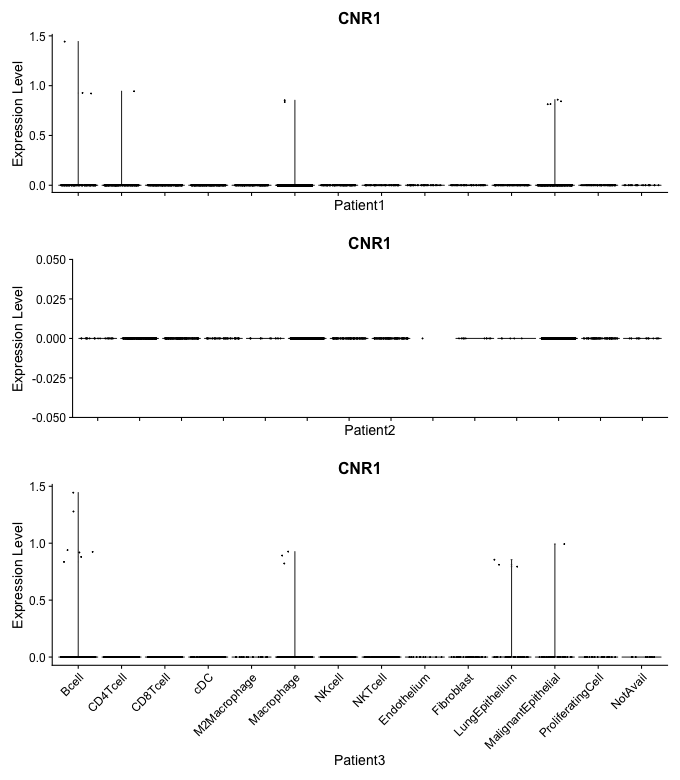 CNR1
1.5
1.0
0.5
0.0
Expression Level
Patient1
CNR1
0.050
0.025
0.000
-0.025
-0.050
Expression Level
Patient2
CNR1
1.5
1.0
0.5
0.0
Expression Level
Bcell
CD4Tcell
CD8Tcell
cDC
M2Macrophage
Macrophage
NKcell
NKTcell
Endothelium
Fibroblast
LungEpithelium
MalignantEpithelial
ProliferatingCell
NotAvail
Patient3